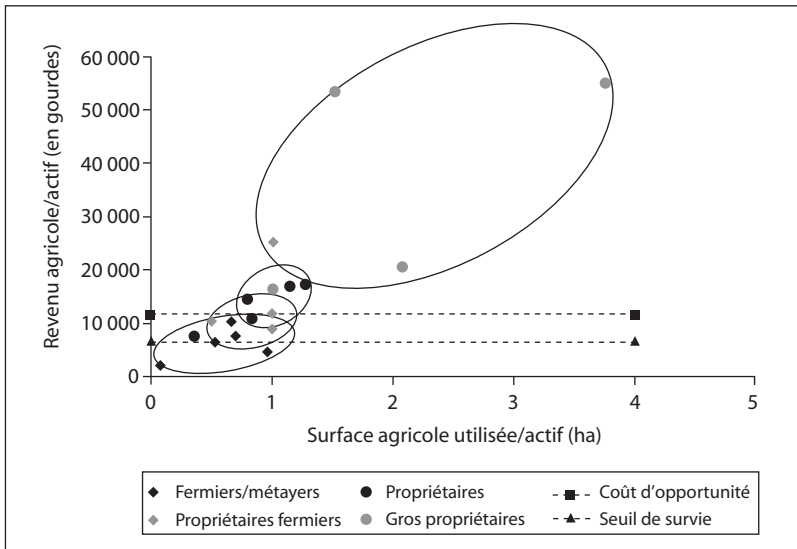 Revenu agricole/actif (en gourdes)
60 000
50 000
40 000
30 000
20 000
10 000
0
0 1 2 3 4 5
Surface agricole utilisée/actif (ha)
Fermiers/métayers Propriétaires Coût d'opportunité
Propriétaires fermiers Gros propriétaires Seuil de survie